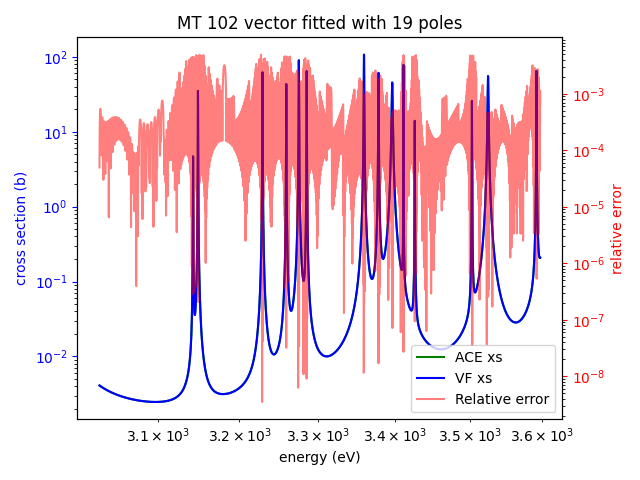 MT 102 vector fitted with 19 poles
cross section (b)
10²
10¹
10⁰
10⁻¹
10⁻²
relative error
10⁻³
10⁻⁴
10⁻⁵
10⁻⁶
10⁻⁷
10⁻⁸
ACE xs
VF xs
Relative error
3.1 × 10³ 3.2 × 10³ 3.3 × 10³ 3.4 × 10³ 3.5 × 10³ 3.6 × 10³
energy (eV)